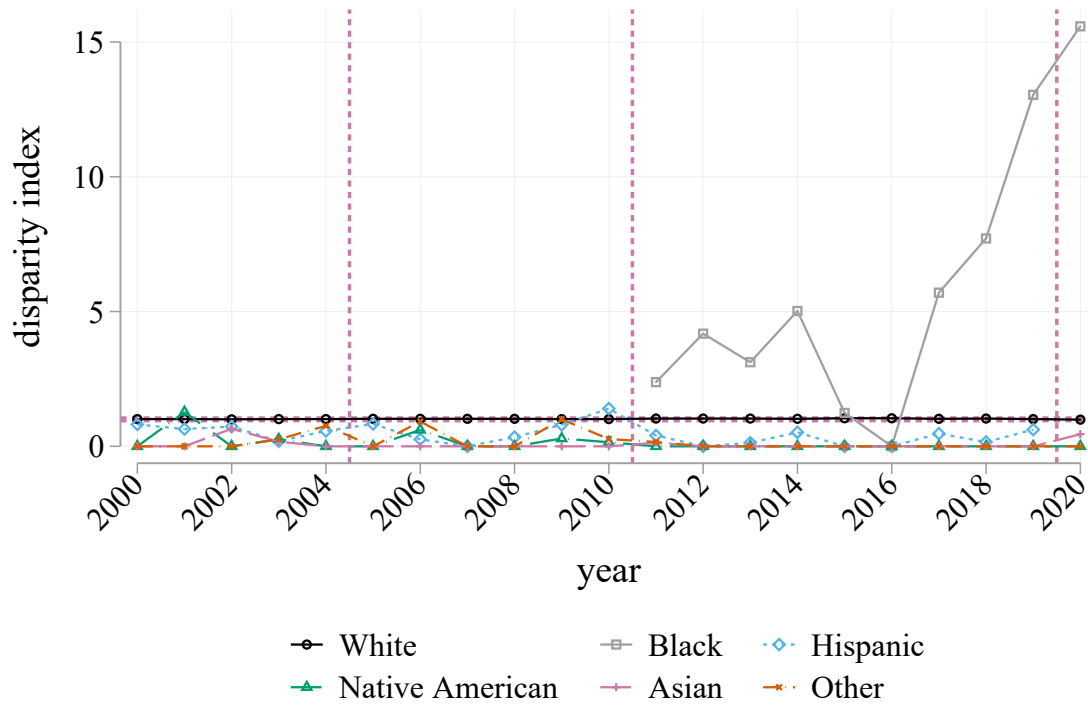 disparity index
15
10
5
0
2000 2002 2004 2006 2008 2010 2012 2014 2016 2018 2020
year
White Black Hispanic
Native American Asian Other